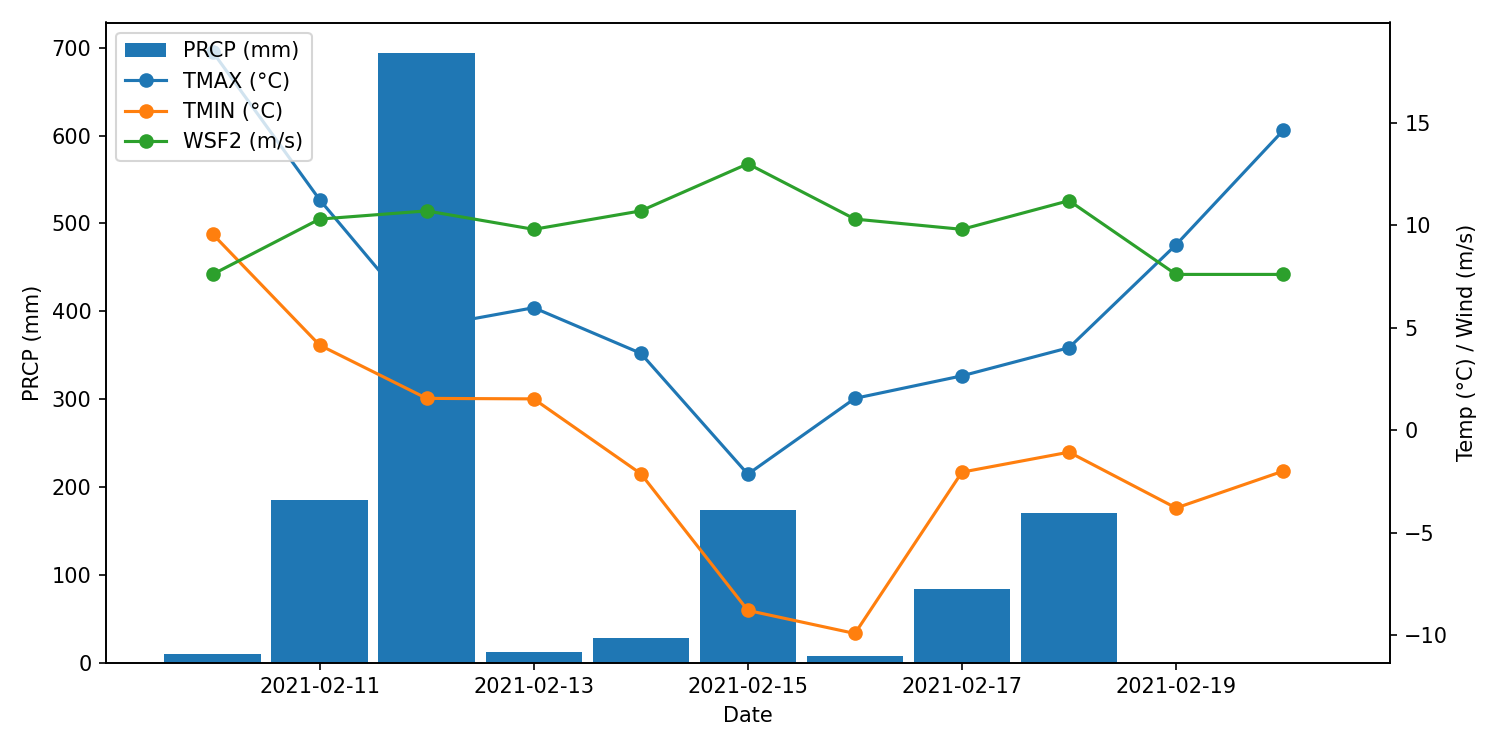 PRCP (mm)
TMAX (°C)
TMIN (°C)
WSF2 (m/s)
700
600
500
400
300
200
100
0
PRCP (mm)
15
10
5
0
−5
−10
Temp (°C) / Wind (m/s)
2021-02-11
2021-02-13
2021-02-15
2021-02-17
2021-02-19
Date